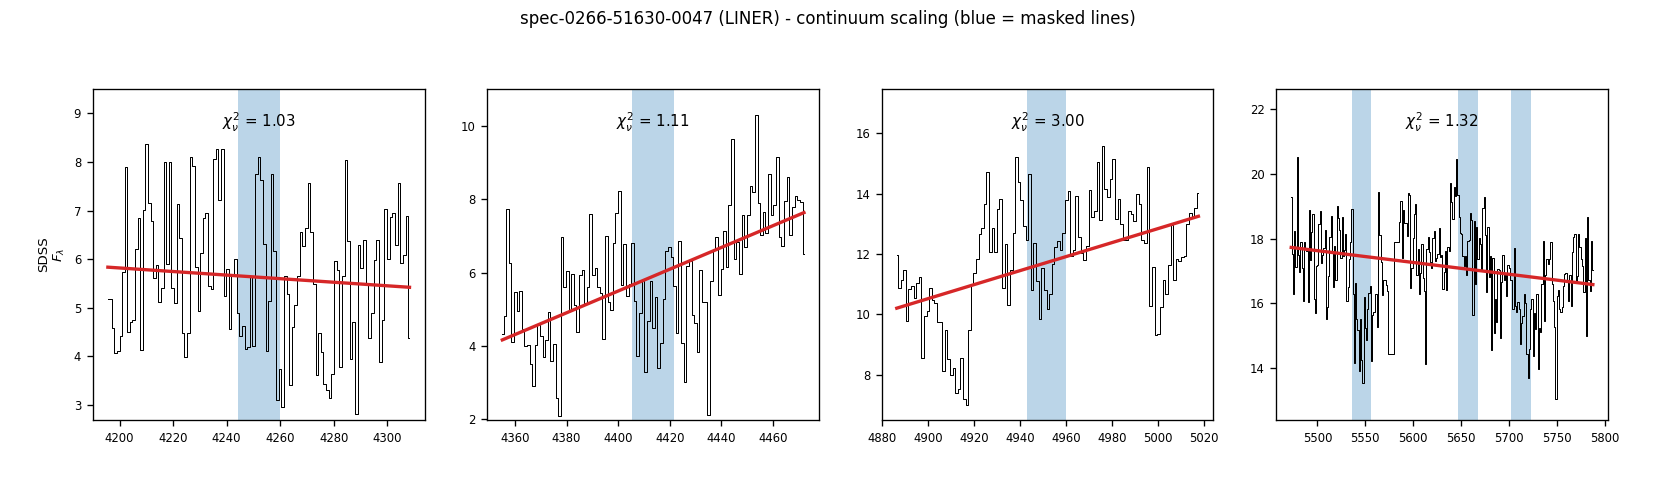 spec-0266-51630-0047 (LINER) - continuum scaling (blue = masked lines)
SDSS
F_λ
χ²_ν = 1.03
9
8
7
6
5
4
3
4200 4220 4240 4260 4280 4300
χ²_ν = 1.11
10
8
6
4
2
4360 4380 4400 4420 4440 4460
χ²_ν = 3.00
16
14
12
10
8
4880 4900 4920 4940 4960 4980 5000 5020
χ²_ν = 1.32
22
20
18
16
14
5500 5550 5600 5650 5700 5750 5800